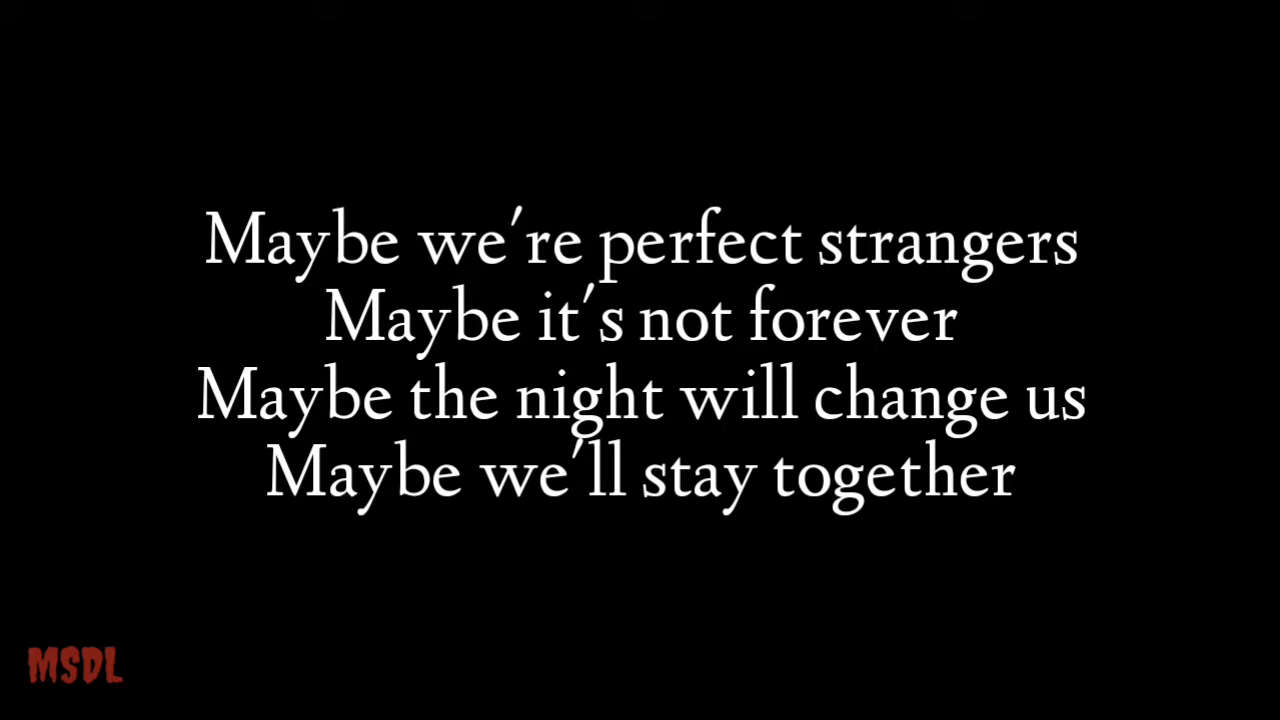 Maybe we're perfect strangers
Maybe it's not forever
Maybe the night will change us
Maybe we'll stay together
MSDL